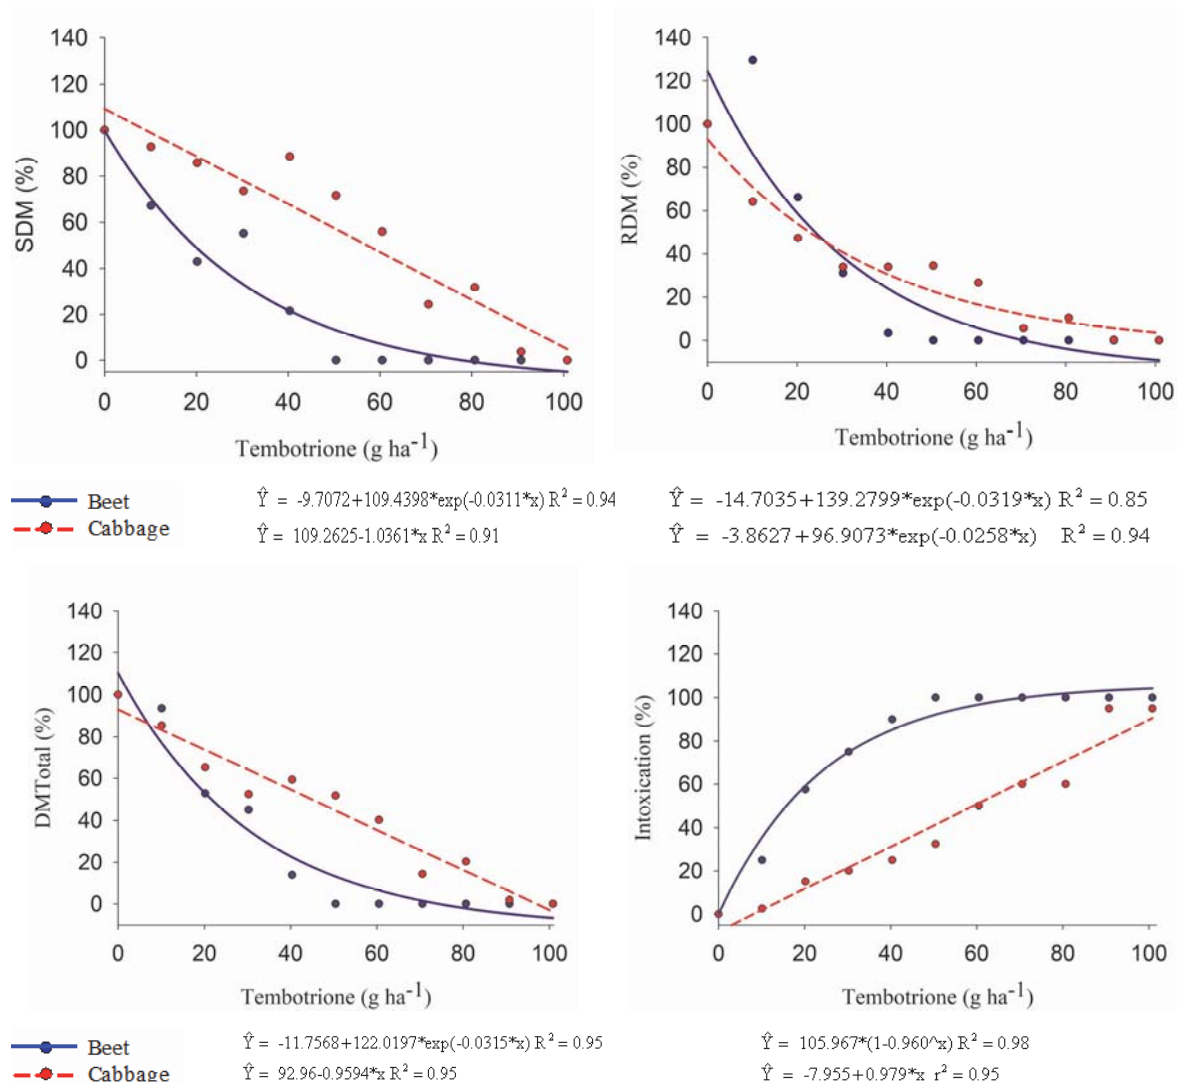 140
120
100
80
60
40
20
0
SDM (%)
0 20 40 60 80 100
Tembotrione (g ha-1)
140
120
100
80
60
40
20
0
RDM (%)
0 20 40 60 80 100
Tembotrione (g ha-1)
Beet
Cabbage
Ŷ = -9.7072+109.4398*exp(-0.0311*x) R² = 0.94
Ŷ = 109.2625-1.0361*x R² = 0.91
Ŷ = -14.7035+139.2799*exp(-0.0319*x) R² = 0.85
Ŷ = -3.8627+96.9073*exp(-0.0258*x) R² = 0.94
140
120
100
80
60
40
20
0
DMTotal (%)
0 20 40 60 80 100
Tembotrione (g ha-1)
140
120
100
80
60
40
20
0
Intoxication (%)
0 20 40 60 80 100
Tembotrione (g ha-1)
Beet
Cabbage
Ŷ = -11.7568+122.0197*exp(-0.0315*x) R² = 0.95
Ŷ = 92.96-0.9594*x R² = 0.95
Ŷ = 105.967*(1-0.960^x) R² = 0.98
Ŷ = -7.955+0.979*x r² = 0.95